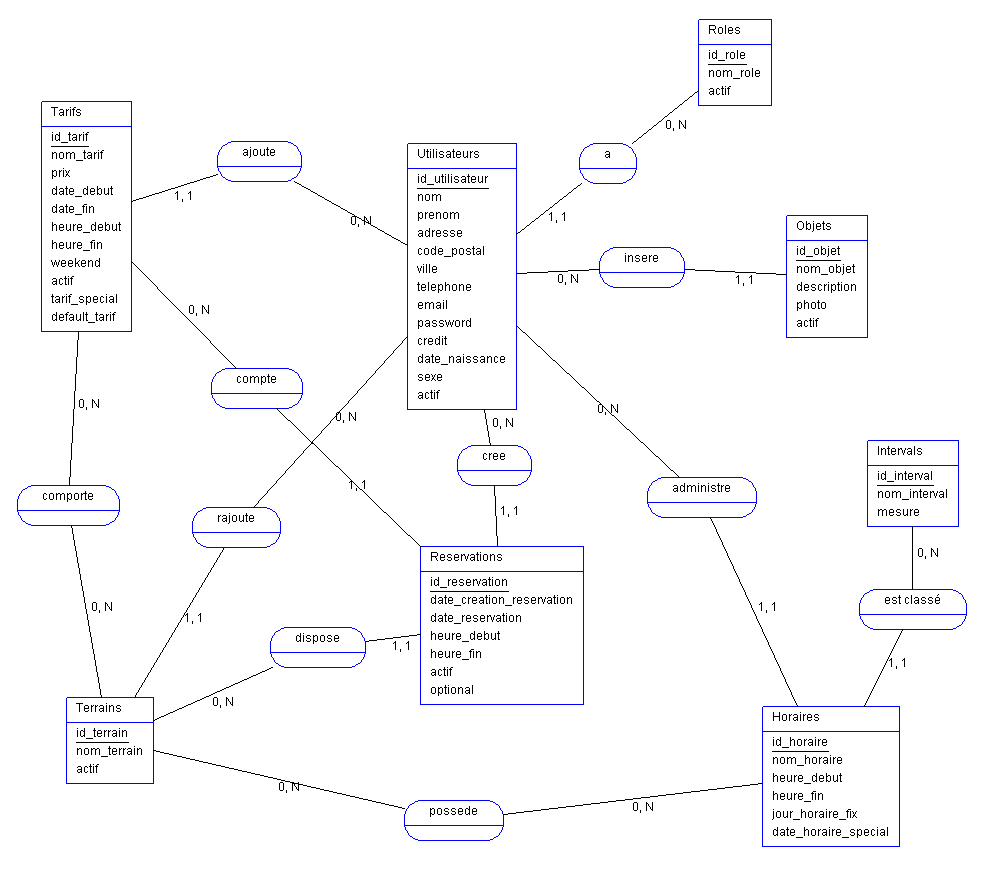 Roles
id_role
nom_role
actif
0, N
a
1, 1
Tarifs
id_tarif
nom_tarif
prix
date_debut
date_fin
heure_debut
heure_fin
weekend
actif
tarif_special
default_tarif
ajoute
1, 1
0, N
Utilisateurs
id_utilisateur
nom
prenom
adresse
code_postal
ville
telephone
email
password
credit
date_naissance
sexe
actif
insere
0, N
1, 1
Objets
id_objet
nom_objet
description
photo
actif
0, N
compte
1, 1
0, N
comporte
0, N
0, N
rajoute
1, 1
0, N
cree
1, 1
0, N
administre
1, 1
Intervals
id_interval
nom_interval
mesure
0, N
est classé
1, 1
Reservations
id_reservation
date_creation_reservation
date_reservation
heure_debut
heure_fin
actif
optional
dispose
1, 1
0, N
Terrains
id_terrain
nom_terrain
actif
0, N
possede
0, N
Horaires
id_horaire
nom_horaire
heure_debut
heure_fin
jour_horaire_fix
date_horaire_special